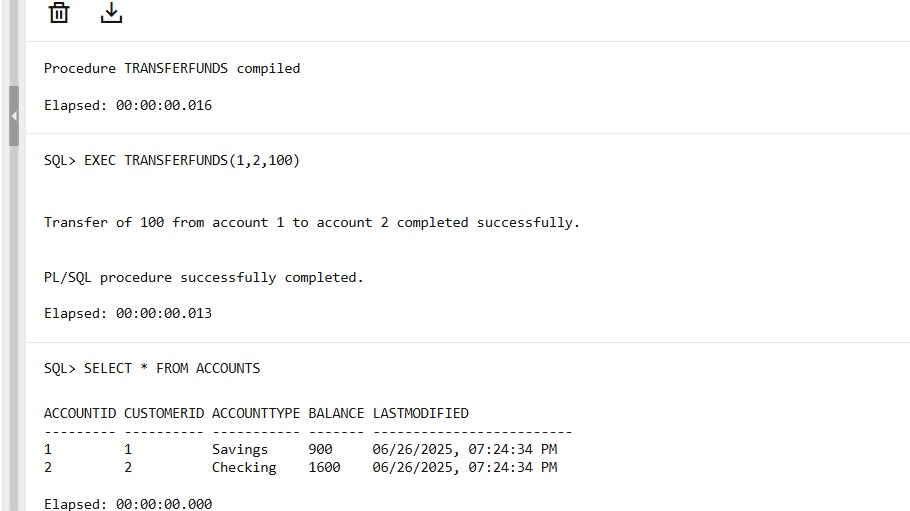 Procedure TRANSFERFUNDS compiled
Elapsed: 00:00:00.016
SQL> EXEC TRANSFERFUNDS(1,2,100)
Transfer of 100 from account 1 to account 2 completed successfully.
PL/SQL procedure successfully completed.
Elapsed: 00:00:00.013
SQL> SELECT * FROM ACCOUNTS
ACCOUNTID CUSTOMERID ACCOUNTTYPE BALANCE LASTMODIFIED
--------- ---------- ----------- ------- -------------------------
1         1          Savings     900     06/26/2025, 07:24:34 PM
2         2          Checking    1600    06/26/2025, 07:24:34 PM
Elapsed: 00:00:00.000